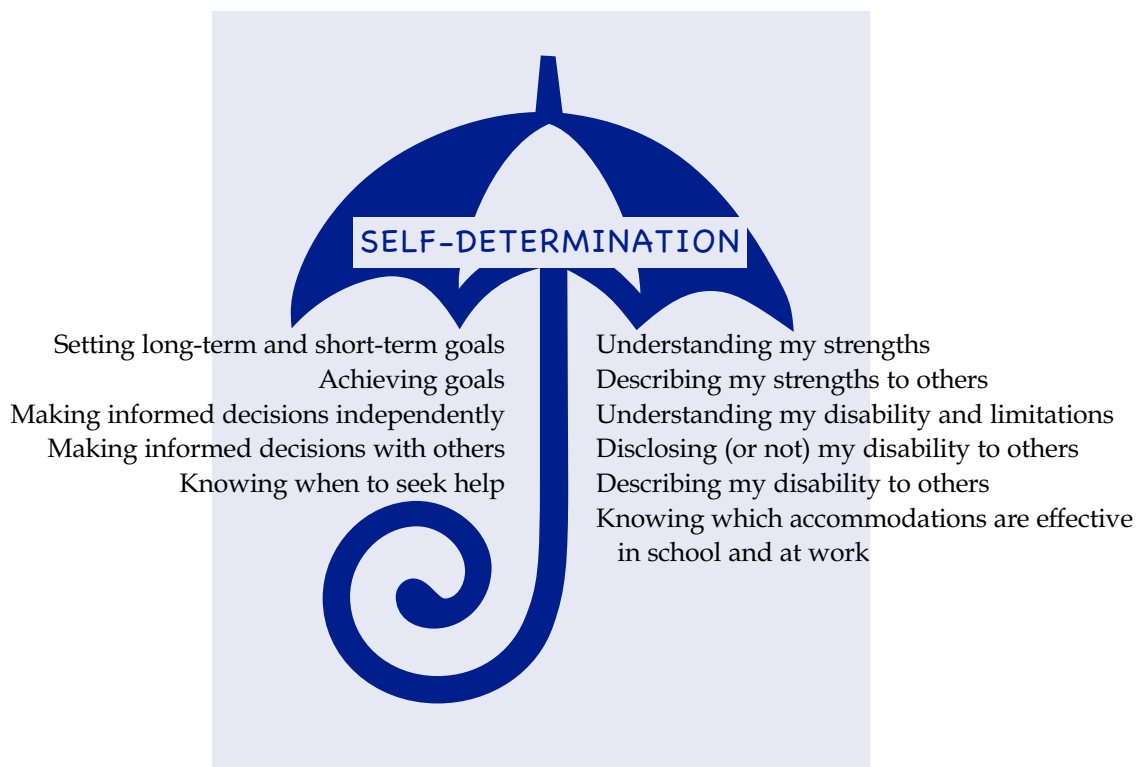 SELF-DETERMINATION
Setting long-term and short-term goals
Achieving goals
Making informed decisions independently
Making informed decisions with others
Knowing when to seek help
Understanding my strengths
Describing my strengths to others
Understanding my disability and limitations
Disclosing (or not) my disability to others
Describing my disability to others
Knowing which accommodations are effective
in school and at work